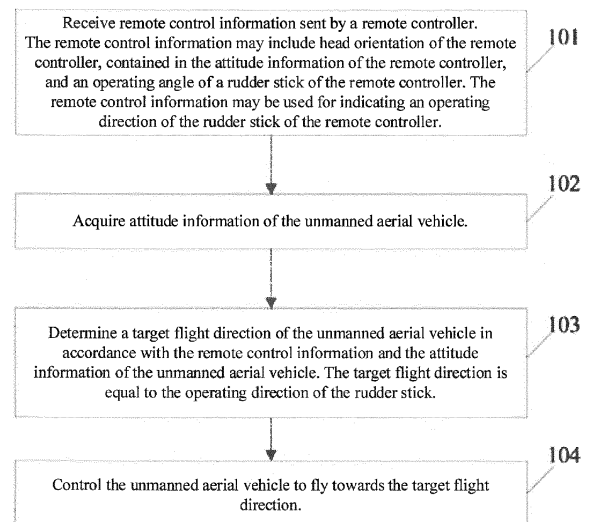 Receive remote control information sent by a remote controller.
The remote control information may include head orientation of the remote
controller, contained in the attitude information of the remote controller,
and an operating angle of a rudder stick of the remote controller. The
remote control information may be used for indicating an operating
direction of the rudder stick of the remote controller.
101
Acquire attitude information of the unmanned aerial vehicle.
102
Determine a target flight direction of the unmanned aerial vehicle in
accordance with the remote control information and the attitude
information of the unmanned aerial vehicle. The target flight direction is
equal to the operating direction of the rudder stick.
103
Control the unmanned aerial vehicle to fly towards the target flight
direction.
104